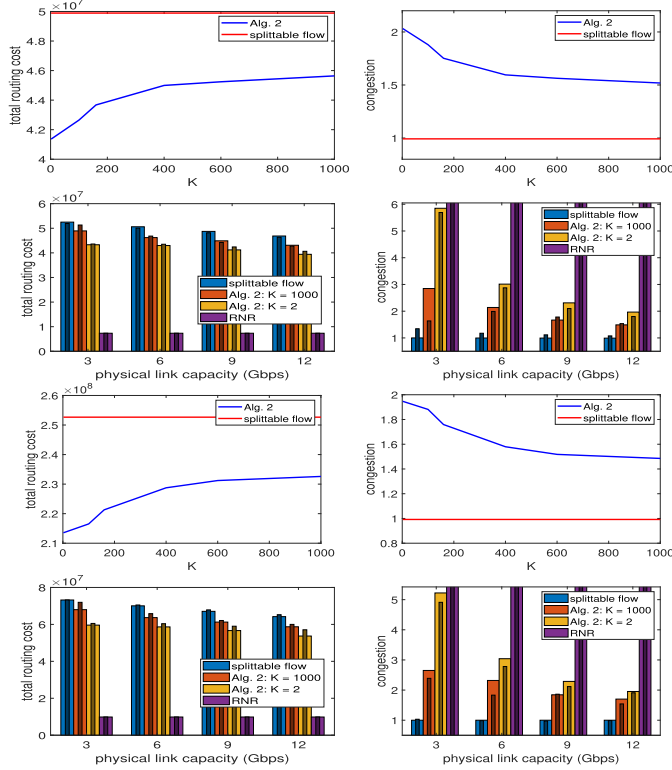 ×10^7
5
4.8
4.6
4.4
4.2
4
total routing cost
0
200
400
600
800
1000
K
Alg. 2
splittable flow
2
1.5
1
congestion
0
200
400
600
800
1000
K
Alg. 2
splittable flow
×10^7
6
5
4
3
2
1
0
total routing cost
3
6
9
12
physical link capacity (Gbps)
splittable flow
Alg. 2: K = 1000
Alg. 2: K = 2
RNR
6
5
4
3
2
1
congestion
3
6
9
12
physical link capacity (Gbps)
splittable flow
Alg. 2: K = 1000
Alg. 2: K = 2
RNR
×10^8
2.6
2.5
2.4
2.3
2.2
2.1
total routing cost
0
200
400
600
800
1000
K
Alg. 2
splittable flow
2
1.8
1.6
1.4
1.2
1
0.8
congestion
0
200
400
600
800
1000
K
Alg. 2
splittable flow
×10^7
8
6
4
2
0
total routing cost
3
6
9
12
physical link capacity (Gbps)
splittable flow
Alg. 2: K = 1000
Alg. 2: K = 2
RNR
5
4
3
2
1
congestion
3
6
9
12
physical link capacity (Gbps)
splittable flow
Alg. 2: K = 1000
Alg. 2: K = 2
RNR